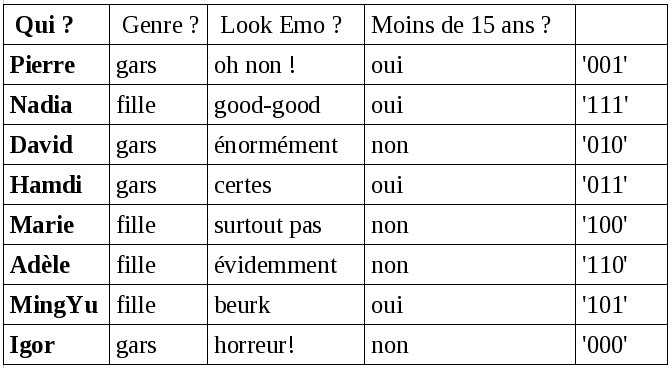 Qui ? Genre ? Look Emo ? Moins de 15 ans ?
Pierre gars oh non ! oui '001'
Nadia fille good-good oui '111'
David gars énormément non '010'
Hamdi gars certes oui '011'
Marie fille surtout pas non '100'
Adèle fille évidemment non '110'
MingYu fille beurk oui '101'
Igor gars horreur! non '000'